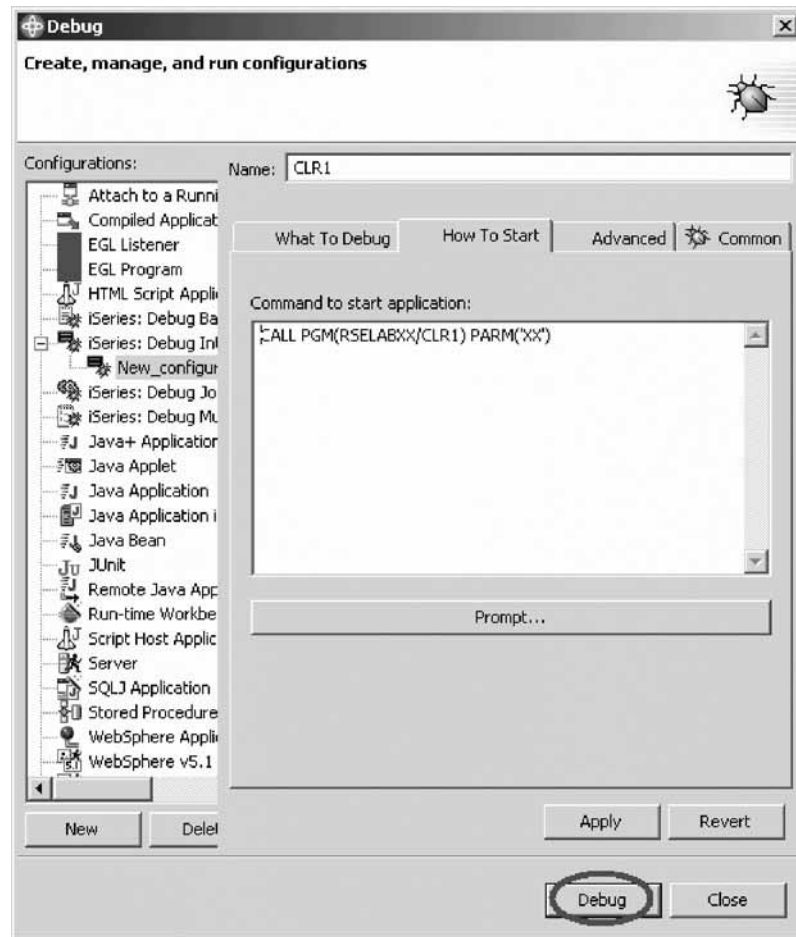 Debug
Create, manage, and run configurations
Configurations:
Attach to a Runni
Compiled Applicat
EGL Listener
EGL Program
HTML Script Appli
iSeries: Debug Ba
iSeries: Debug Int
New_configur
iSeries: Debug Jo
iSeries: Debug Mu
Java+ Application
Java Applet
Java Application
Java Application i
Java Bean
JUnit
Remote Java App
Run-time Workbe
Script Host Applic
Server
SQLJ Application
Stored Procedure
WebSphere Applic
WebSphere v5.1
New
Delet
Name: CLR1
What To Debug
How To Start
Advanced
Common
Command to start application:
CALL PGM(RSELABXX/CLR1) PARM('XX')
Prompt...
Apply
Revert
Debug
Close